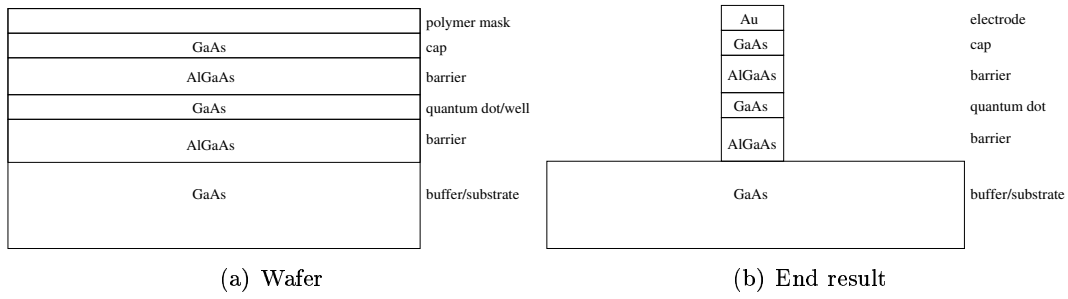 polymer mask
GaAs cap
AlGaAs barrier
GaAs quantum dot/well
AlGaAs barrier
GaAs buffer/substrate
(a) Wafer
Au electrode
GaAs cap
AlGaAs barrier
GaAs quantum dot
AlGaAs barrier
GaAs buffer/substrate
(b) End result